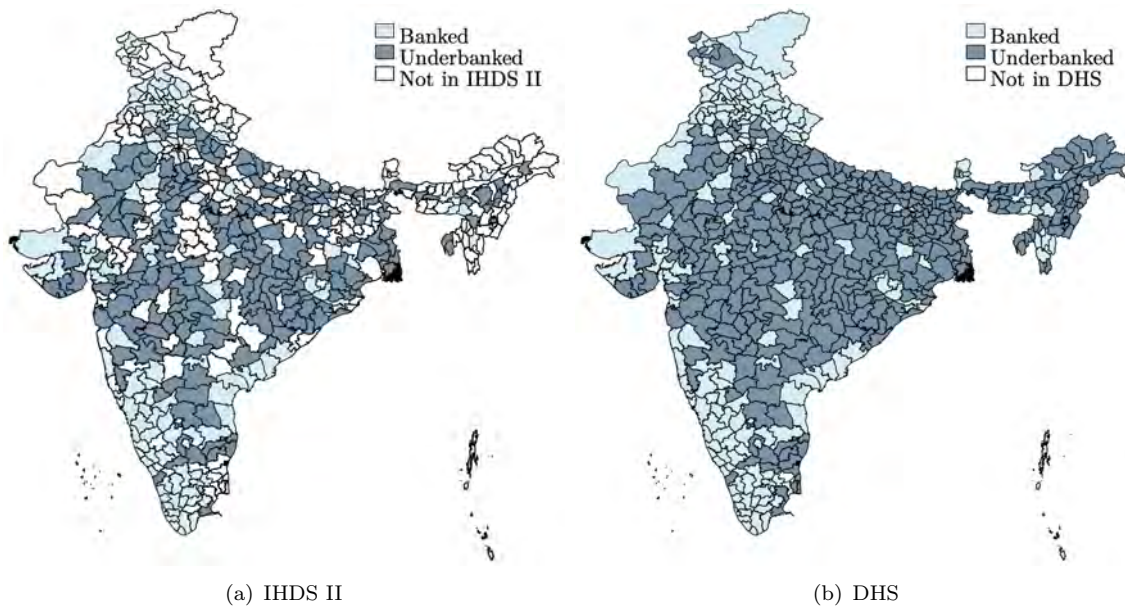 Banked
Underbanked
Not in IHDS II
Banked
Underbanked
Not in DHS
(a) IHDS II
(b) DHS